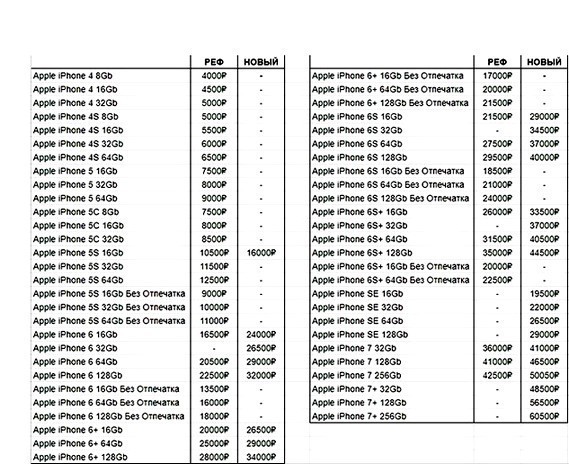 РЕФ НОВЫЙ
Apple iPhone 4 8Gb 4000₽ -
Apple iPhone 4 16Gb 4500₽ -
Apple iPhone 4 32Gb 5000₽ -
Apple iPhone 4S 8Gb 5000₽ -
Apple iPhone 4S 16Gb 5500₽ -
Apple iPhone 4S 32Gb 6000₽ -
Apple iPhone 4S 64Gb 6500₽ -
Apple iPhone 5 16Gb 7500₽ -
Apple iPhone 5 32Gb 8000₽ -
Apple iPhone 5 64Gb 9000₽ -
Apple iPhone 5C 8Gb 7500₽ -
Apple iPhone 5C 16Gb 8000₽ -
Apple iPhone 5C 32Gb 8500₽ -
Apple iPhone 5S 16Gb 10500₽ 16000₽
Apple iPhone 5S 32Gb 11500₽ -
Apple iPhone 5S 64Gb 12500₽ -
Apple iPhone 5S 16Gb Без Отпечатка 9000₽ -
Apple iPhone 5S 32Gb Без Отпечатка 10000₽ -
Apple iPhone 5S 64Gb Без Отпечатка 11000₽ -
Apple iPhone 6 16Gb 16500₽ 24000₽
Apple iPhone 6 32Gb - 26500₽
Apple iPhone 6 64Gb 20500₽ 29000₽
Apple iPhone 6 128Gb 22500₽ 32000₽
Apple iPhone 6 16Gb Без Отпечатка 13500₽ -
Apple iPhone 6 64Gb Без Отпечатка 16000₽ -
Apple iPhone 6 128Gb Без Отпечатка 18000₽ -
Apple iPhone 6+ 16Gb 20000₽ 26500₽
Apple iPhone 6+ 64Gb 25000₽ 29000₽
Apple iPhone 6+ 128Gb 28000₽ 34000₽
РЕФ НОВЫЙ
Apple iPhone 6+ 16Gb Без Отпечатка 17000₽ -
Apple iPhone 6+ 64Gb Без Отпечатка 20000₽ -
Apple iPhone 6+ 128Gb Без Отпечатка 21500₽ -
Apple iPhone 6S 16Gb 21500₽ 29000₽
Apple iPhone 6S 32Gb - 34500₽
Apple iPhone 6S 64Gb 27500₽ 37000₽
Apple iPhone 6S 128Gb 29500₽ 40000₽
Apple iPhone 6S 16Gb Без Отпечатка 18500₽ -
Apple iPhone 6S 64Gb Без Отпечатка 21000₽ -
Apple iPhone 6S 128Gb Без Отпечатка 24000₽ -
Apple iPhone 6S+ 16Gb 26000₽ 33500₽
Apple iPhone 6S+ 32Gb - 37000₽
Apple iPhone 6S+ 64Gb 31500₽ 40500₽
Apple iPhone 6S+ 128Gb 35000₽ 44500₽
Apple iPhone 6S+ 16Gb Без Отпечатка 20000₽ -
Apple iPhone 6S+ 64Gb Без Отпечатка 22500₽ -
Apple iPhone SE 16Gb - 19500₽
Apple iPhone SE 32Gb - 22000₽
Apple iPhone SE 64Gb - 26500₽
Apple iPhone SE 128Gb - 29000₽
Apple iPhone 7 32Gb 36000₽ 41000₽
Apple iPhone 7 128Gb 41000₽ 46500₽
Apple iPhone 7 256Gb 42500₽ 50050₽
Apple iPhone 7+ 32Gb - 48500₽
Apple iPhone 7+ 128Gb - 56500₽
Apple iPhone 7+ 256Gb - 60500₽